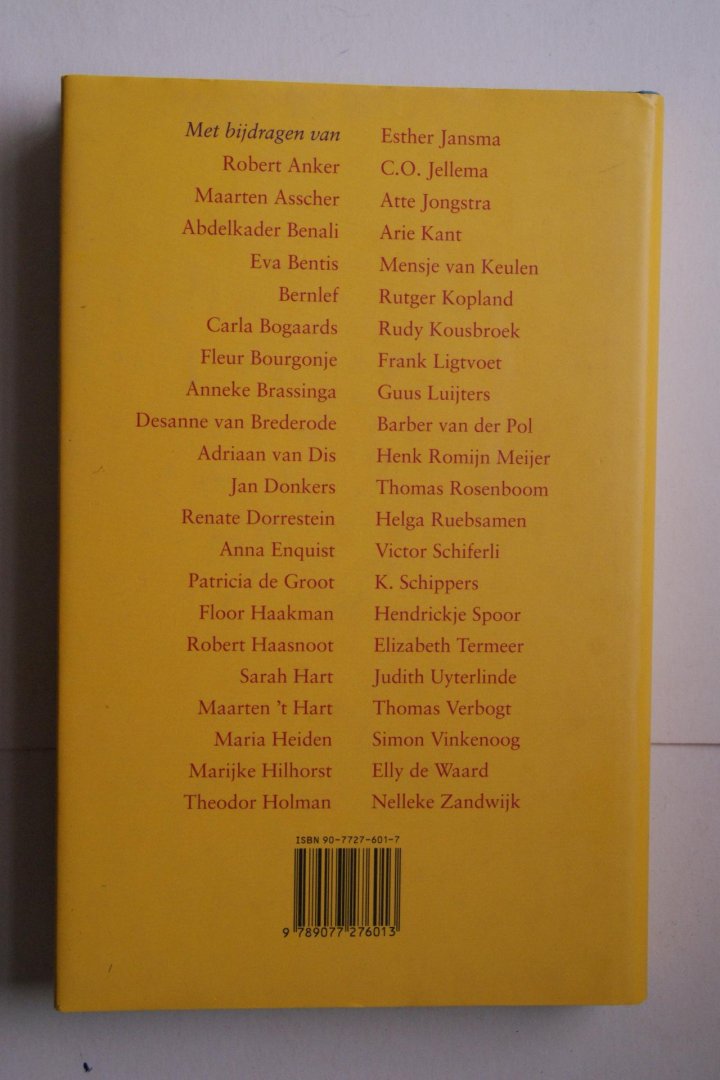 Met bijdragen van
Robert Anker
Maarten Asscher
Abdelkader Benali
Eva Bentis
Bernlef
Carla Bogaards
Fleur Bourgonje
Anneke Brassinga
Desanne van Brederode
Adriaan van Dis
Jan Donkers
Renate Dorrestein
Anna Enquist
Patricia de Groot
Floor Haakman
Robert Haasnoot
Sarah Hart
Maarten 't Hart
Maria Heiden
Marijke Hilhorst
Theodor Holman
Esther Jansma
C.O. Jellema
Atte Jongstra
Arie Kant
Mensje van Keulen
Rutger Kopland
Rudy Kousbroek
Frank Ligtvoet
Guus Luijters
Barber van der Pol
Henk Romijn Meijer
Thomas Rosenboom
Helga Ruebsamen
Victor Schiferli
K. Schippers
Hendrickje Spoor
Elizabeth Termeer
Judith Uyterlinde
Thomas Verbogt
Simon Vinkenoog
Elly de Waard
Nelleke Zandwijk
ISBN 90-7727-601-7
9 789077 276013